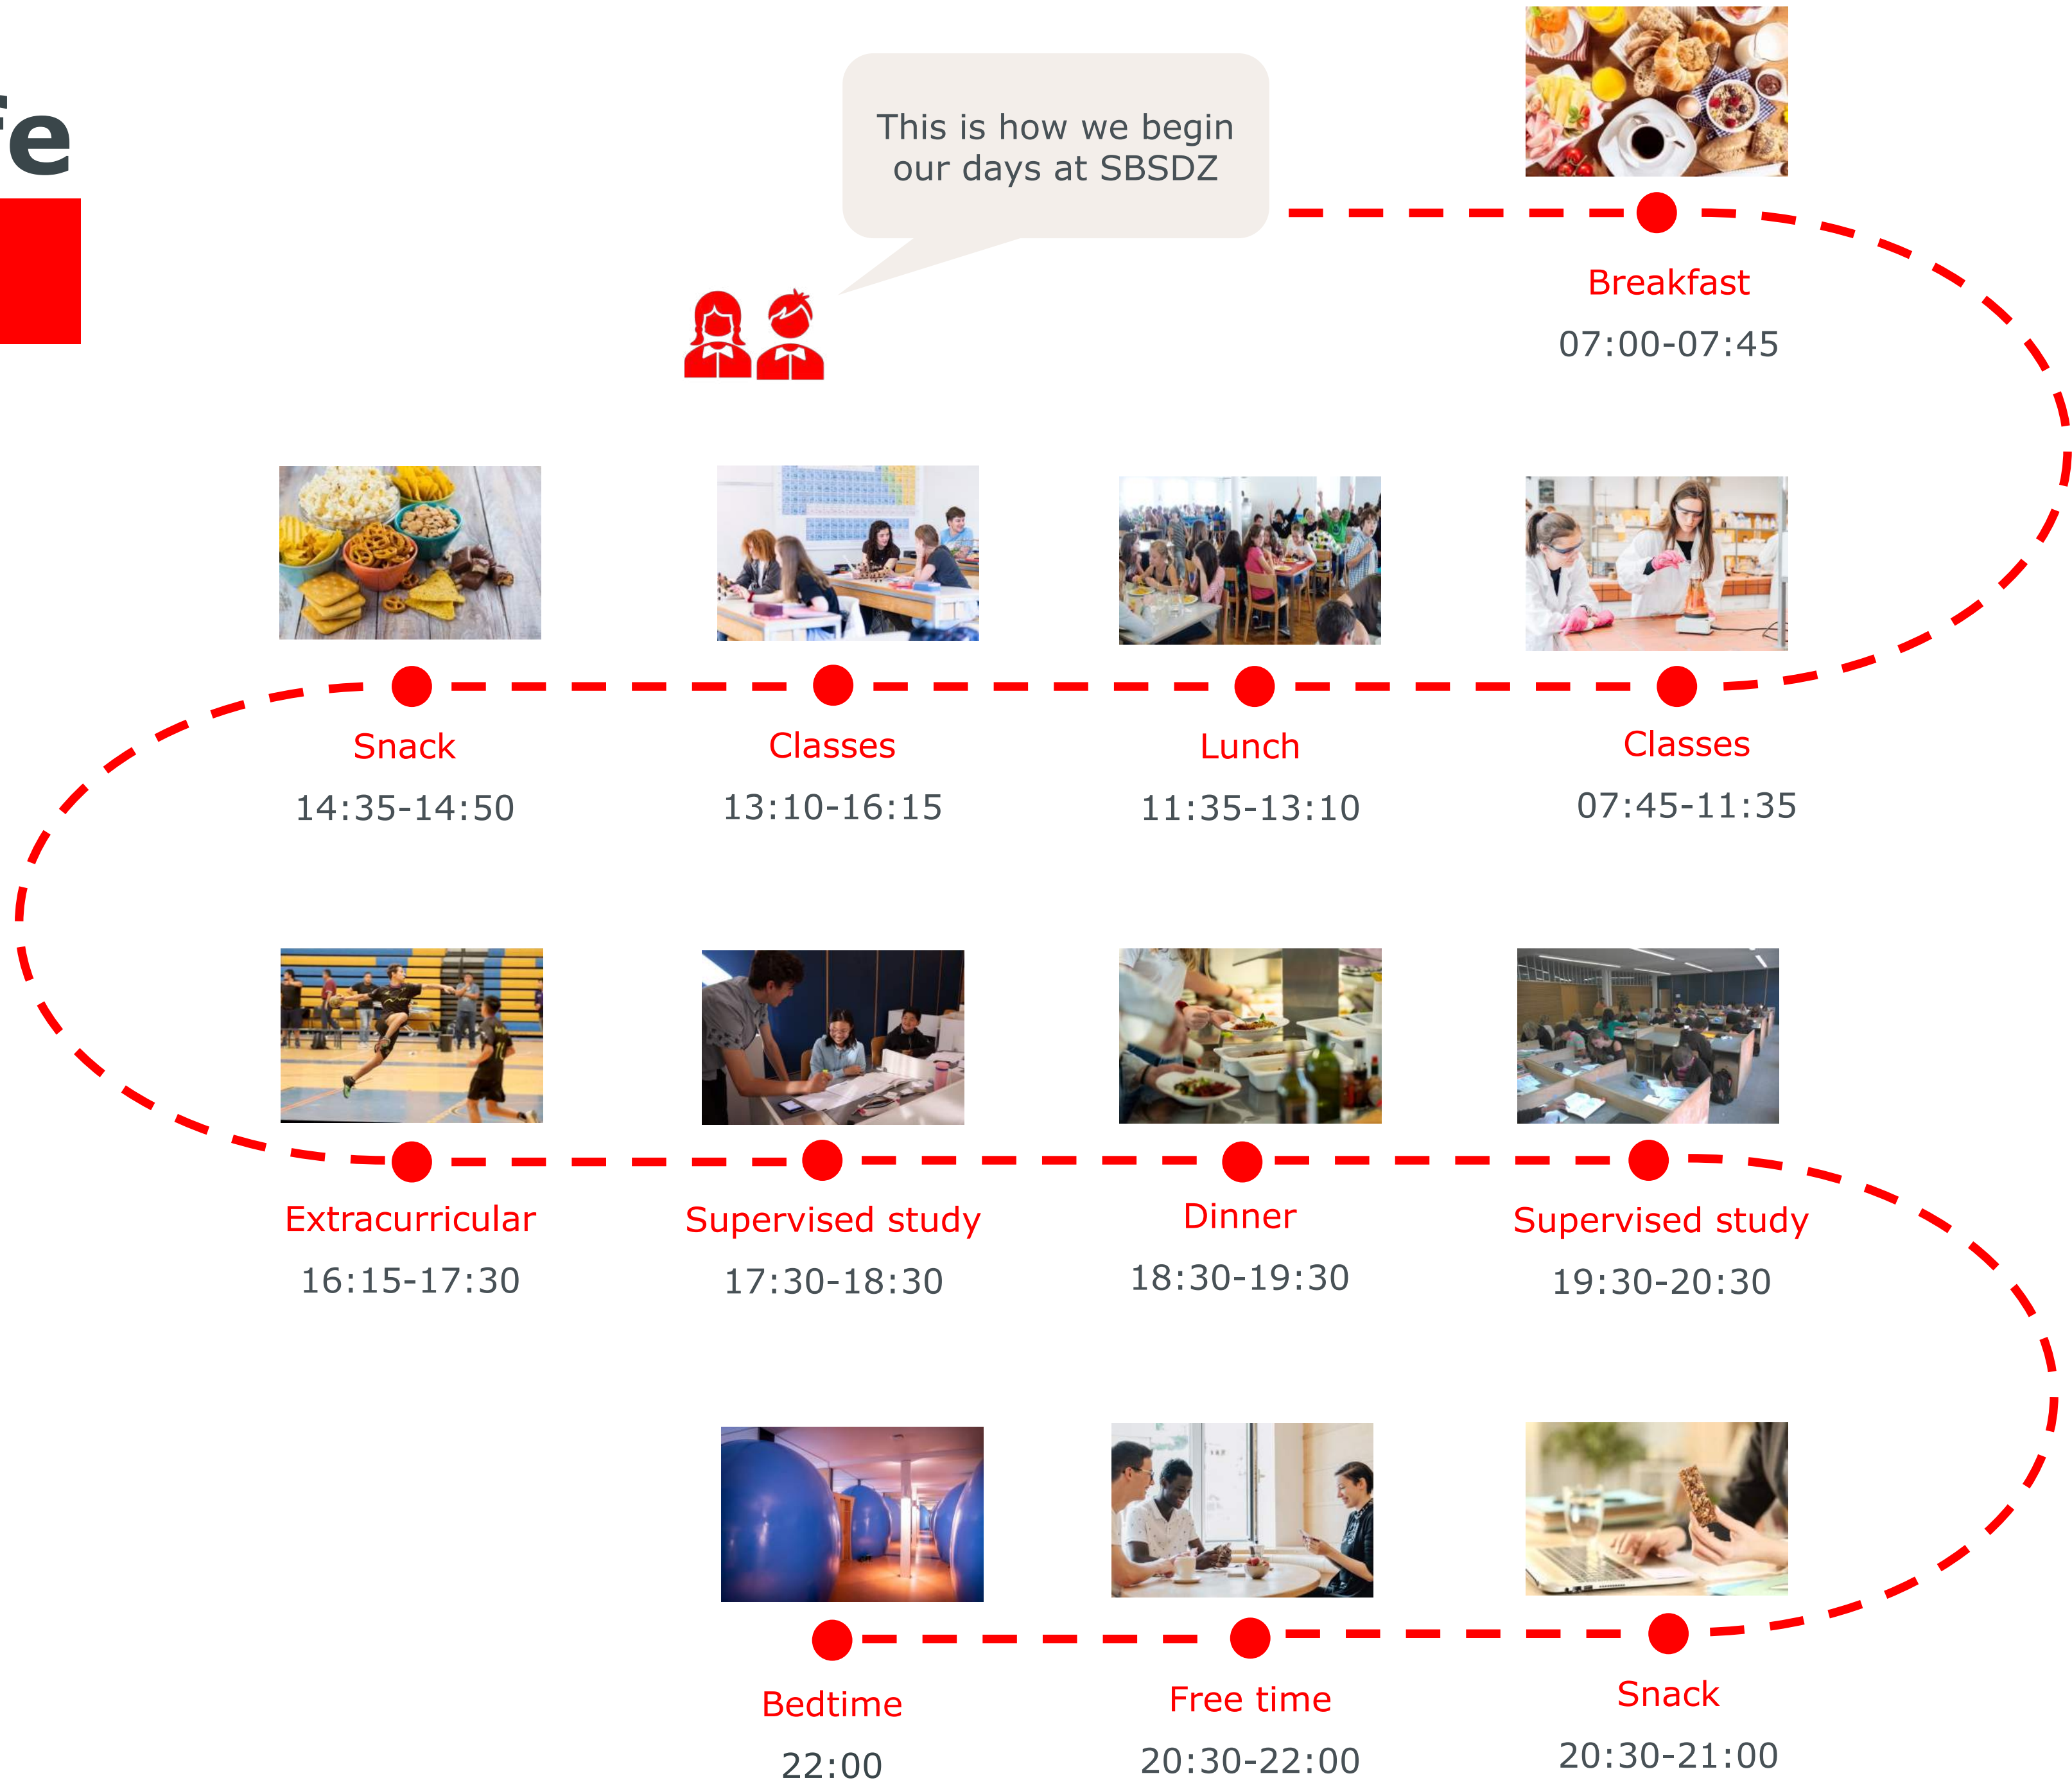 fe
This is how we begin
our days at SBSDZ
Breakfast
07:00-07:45
Snack
14:35-14:50
Classes
13:10-16:15
Lunch
11:35-13:10
Classes
07:45-11:35
Extracurricular
16:15-17:30
Supervised study
17:30-18:30
Dinner
18:30-19:30
Supervised study
19:30-20:30
Bedtime
22:00
Free time
20:30-22:00
Snack
20:30-21:00